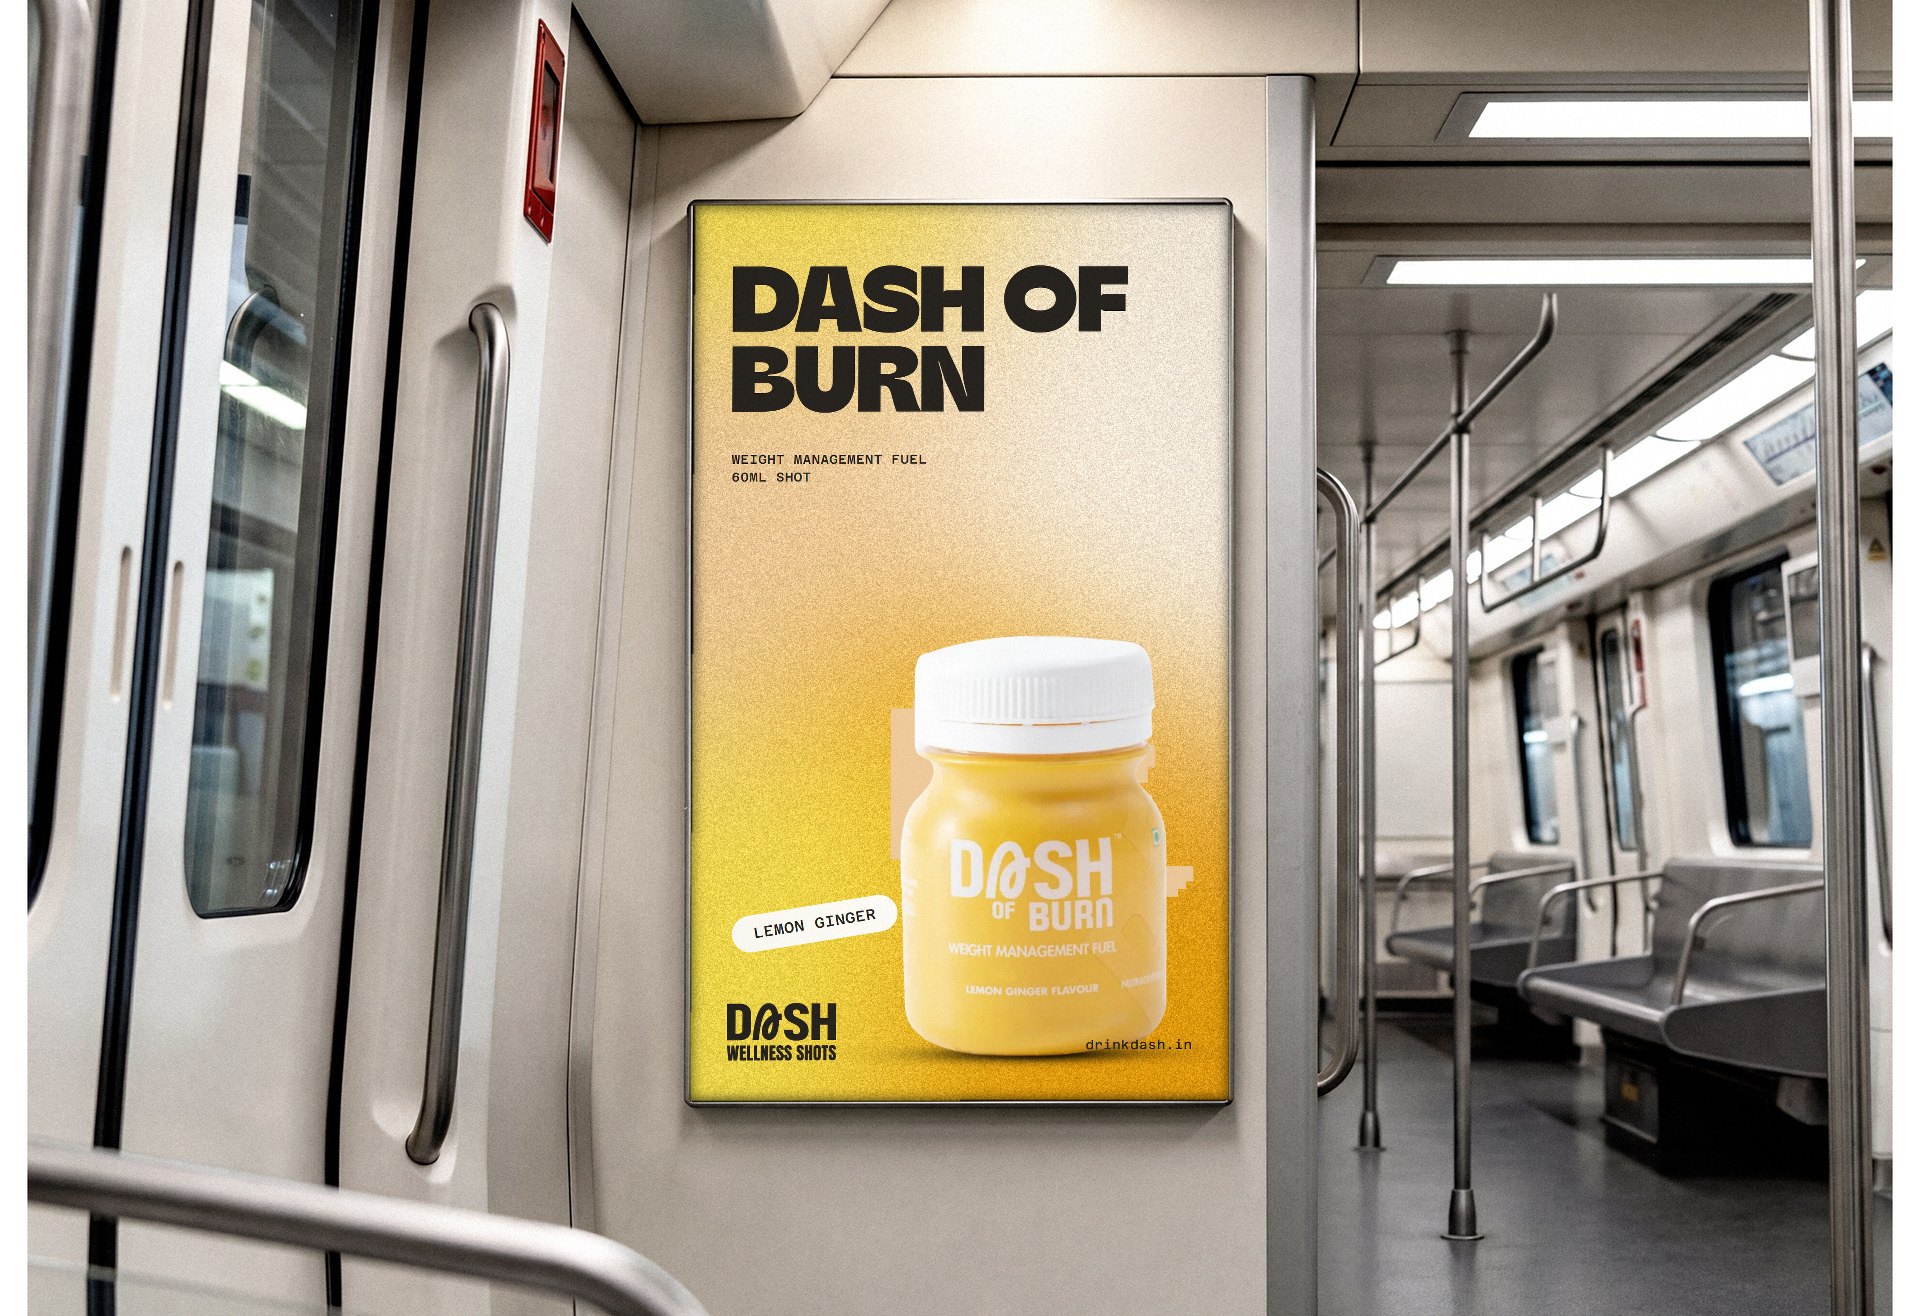 DASH OF
BURN
WEIGHT MANAGEMENT FUEL
60ML SHOT
DASH™
OF BURN
WEIGHT MANAGEMENT FUEL
LEMON GINGER FLAVOUR
LEMON GINGER
DASH
WELLNESS SHOTS
drinkdash.in